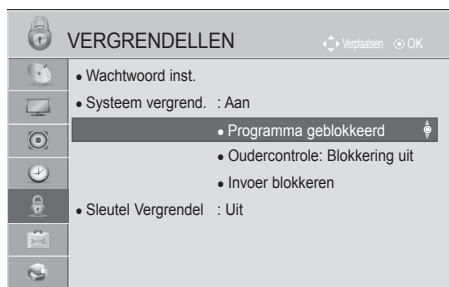 VERGRENDELLEN
Verplaatsen OK
• Wachtwoord inst.
• Systeem vergrend. : Aan
• Programma geblokkeerd
• Oudercontrole: Blokkering uit
• Invoer blokkeren
• Sleutel Vergrendel : Uit